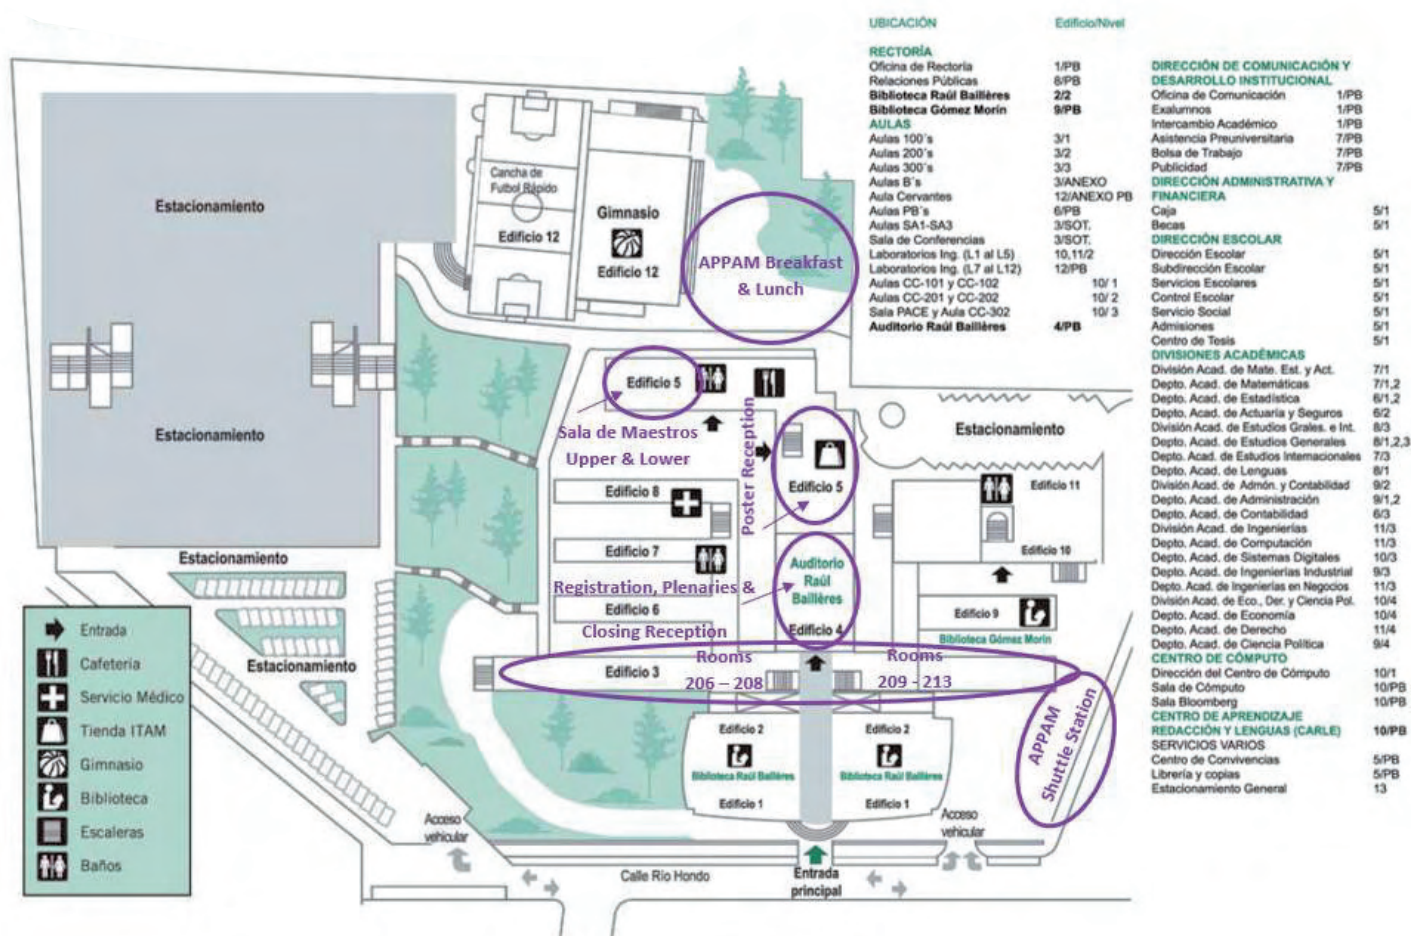 UBICACIÓN Edificio/Nivel
RECTORÍA
Oficina de Rectoría 1/PB
Relaciones Públicas 8/PB
Biblioteca Raúl Baillères 2/2
Biblioteca Gómez Morín 9/PB
AULAS
Aulas 100´s 3/1
Aulas 200´s 3/2
Aulas 300´s 3/3
Aulas B´s 3/ANEXO
Aula Cervantes 12/ANEXO PB
Aulas PB´s 6/PB
Aulas SA1-SA3 3/SOT.
Sala de Conferencias 3/SOT.
Laboratorios Ing. (L1 al L5) 10,11/2
Laboratorios Ing. (L7 al L12) 12/PB
Aulas CC-101 y CC-102 10/ 1
Aulas CC-201 y CC-202 10/ 2
Sala PACE y Aula CC-302 10/ 3
Auditorio Raúl Baillères 4/PB
DIRECCIÓN DE COMUNICACIÓN Y
DESARROLLO INSTITUCIONAL
Oficina de Comunicación 1/PB
Exalumnos 1/PB
Intercambio Académico 1/PB
Asistencia Preuniversitaria 7/PB
Bolsa de Trabajo 7/PB
Publicidad 7/PB
DIRECCIÓN ADMINISTRATIVA Y
FINANCIERA
Caja 5/1
Becas 5/1
DIRECCIÓN ESCOLAR
Dirección Escolar 5/1
Subdirección Escolar 5/1
Servicios Escolares 5/1
Control Escolar 5/1
Servicio Social 5/1
Admisiones 5/1
Centro de Tesis 5/1
DIVISIONES ACADÉMICAS
División Acad. de Mate. Est. y Act. 7/1
Depto. Acad. de Matemáticas 7/1,2
Depto. Acad. de Estadística 6/1,2
Depto. Acad. de Actuaría y Seguros 6/2
División Acad. de Estudios Grales. e Int. 8/3
Depto. Acad. de Estudios Generales 8/1,2,3
Depto. Acad. de Estudios Internacionales 7/3
Depto. Acad. de Lenguas 8/1
División Acad. de Admón. y Contabilidad 9/2
Depto. Acad. de Administración 9/1,2
Depto. Acad. de Contabilidad 6/3
División Acad. de Ingenierías 11/3
Depto. Acad. de Computación 11/3
Depto. Acad. de Sistemas Digitales 10/3
Depto. Acad. de Ingenierías Industrial 9/3
Depto. Acad. de Ingenierías en Negocios 11/3
División Acad. de Eco., Der. y Ciencia Pol. 10/4
Depto. Acad. de Economía 10/4
Depto. Acad. de Derecho 11/4
Depto. Acad. de Ciencia Política 9/4
CENTRO DE CÓMPUTO
Dirección del Centro de Cómputo 10/1
Sala de Cómputo 10/PB
Sala Bloomberg 10/PB
CENTRO DE APRENDIZAJE
REDACCIÓN Y LENGUAS (CARLE) 10/PB
SERVICIOS VARIOS
Centro de Convivencias 5/PB
Librería y copias 5/PB
Estacionamiento General 13
Estacionamiento
Estacionamiento
Cancha de
Futbol Rápido
Edificio 12
Gimnasio
Edificio 12
APPAM Breakfast
& Lunch
Edificio 5
Sala de Maestros
Upper & Lower
Poster Reception
Edificio 5
Estacionamiento
Edificio 11
Edificio 10
Edificio 8
Edificio 7
Edificio 6
Registration, Plenaries &
Closing Reception
Auditorio
Raúl
Baillères
Edificio 4
Edificio 9
Biblioteca Gómez Morín
Edificio 3
Rooms
206 – 208
Rooms
209 - 213
APPAM
Shuttle Station
Edificio 2
Biblioteca Raúl Baillères
Edificio 1
Edificio 2
Biblioteca Raúl Baillères
Edificio 1
Estacionamiento
Estacionamiento
Entrada
Cafetería
Servicio Médico
Tienda ITAM
Gimnasio
Biblioteca
Escaleras
Baños
Acceso
vehicular
Acceso
vehicular
Calle Río Hondo
Entrada
principal